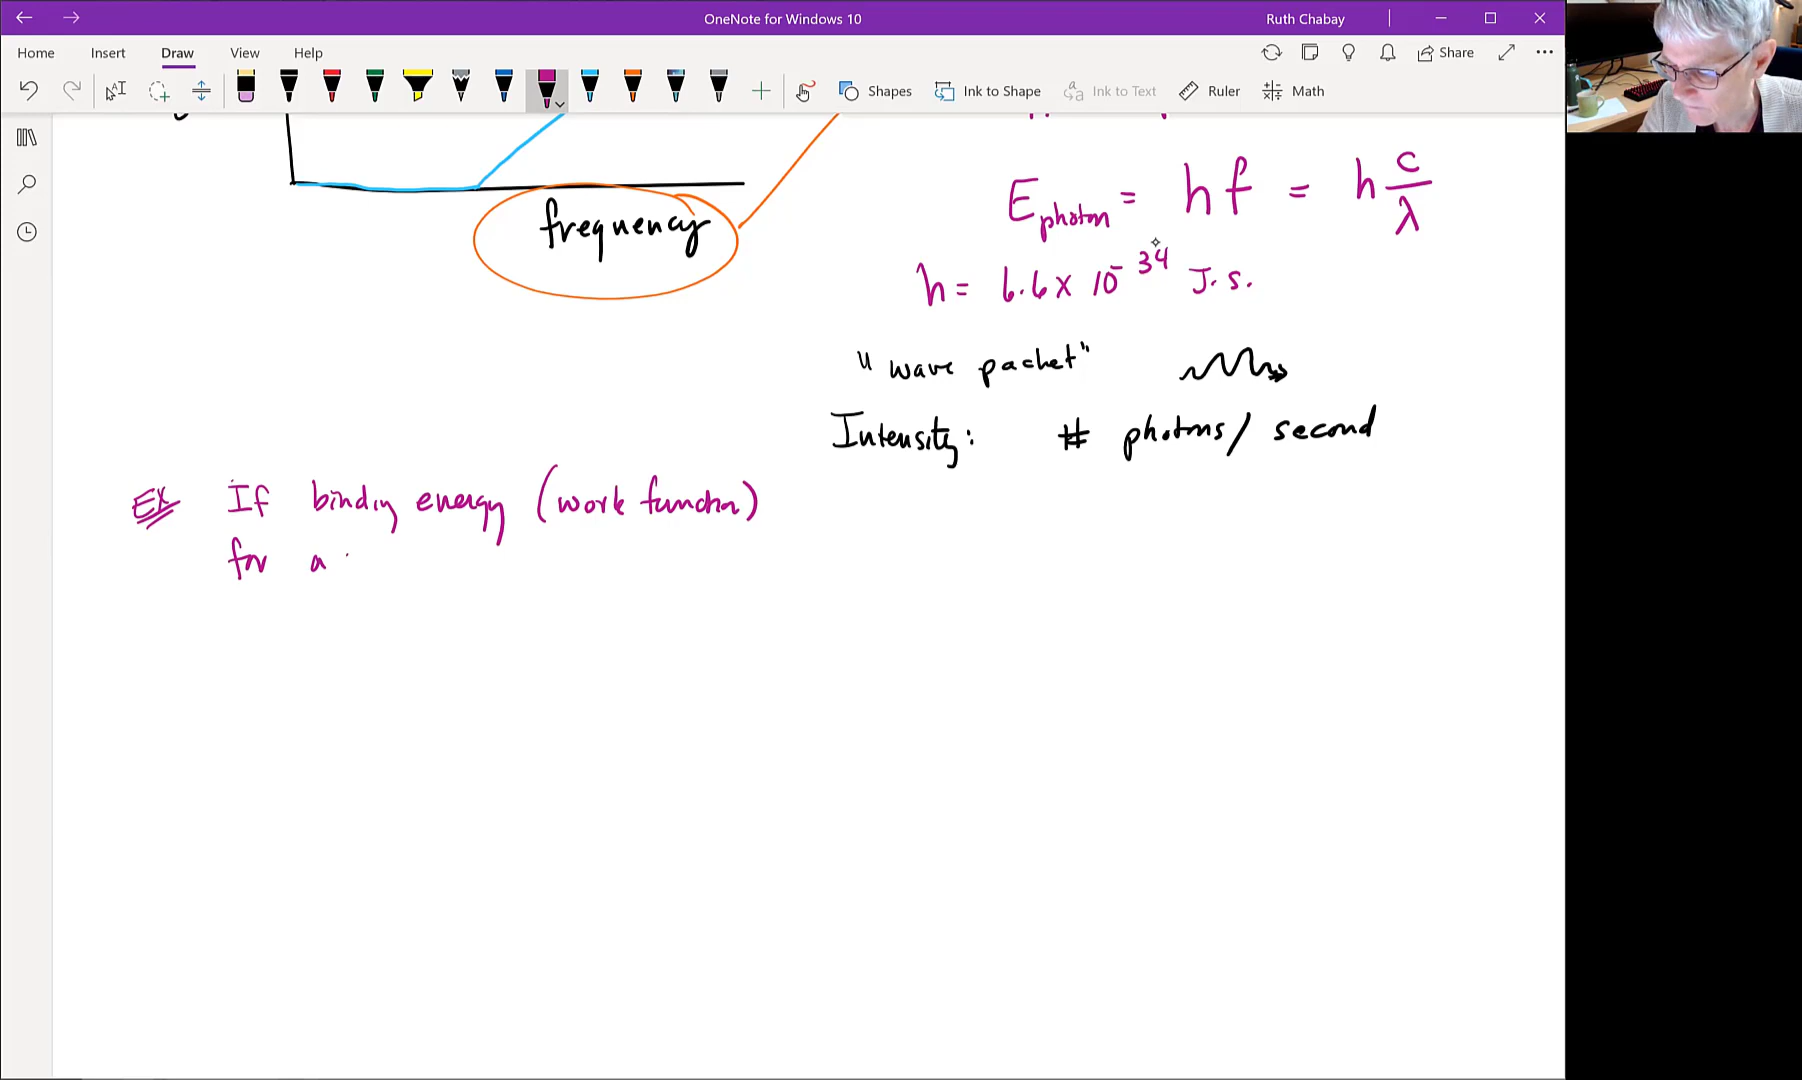 OneNote for Windows 10
Ruth Chabay
Home Insert Draw View Help
Share
Shapes Ink to Shape Ink to Text Ruler Math
frequency
E photon = hf = h c/λ
h = 6.6 x 10^-34 J.s.
"wave packet"
Intensity: # photons/second
Ex If binding energy (work function)
for a